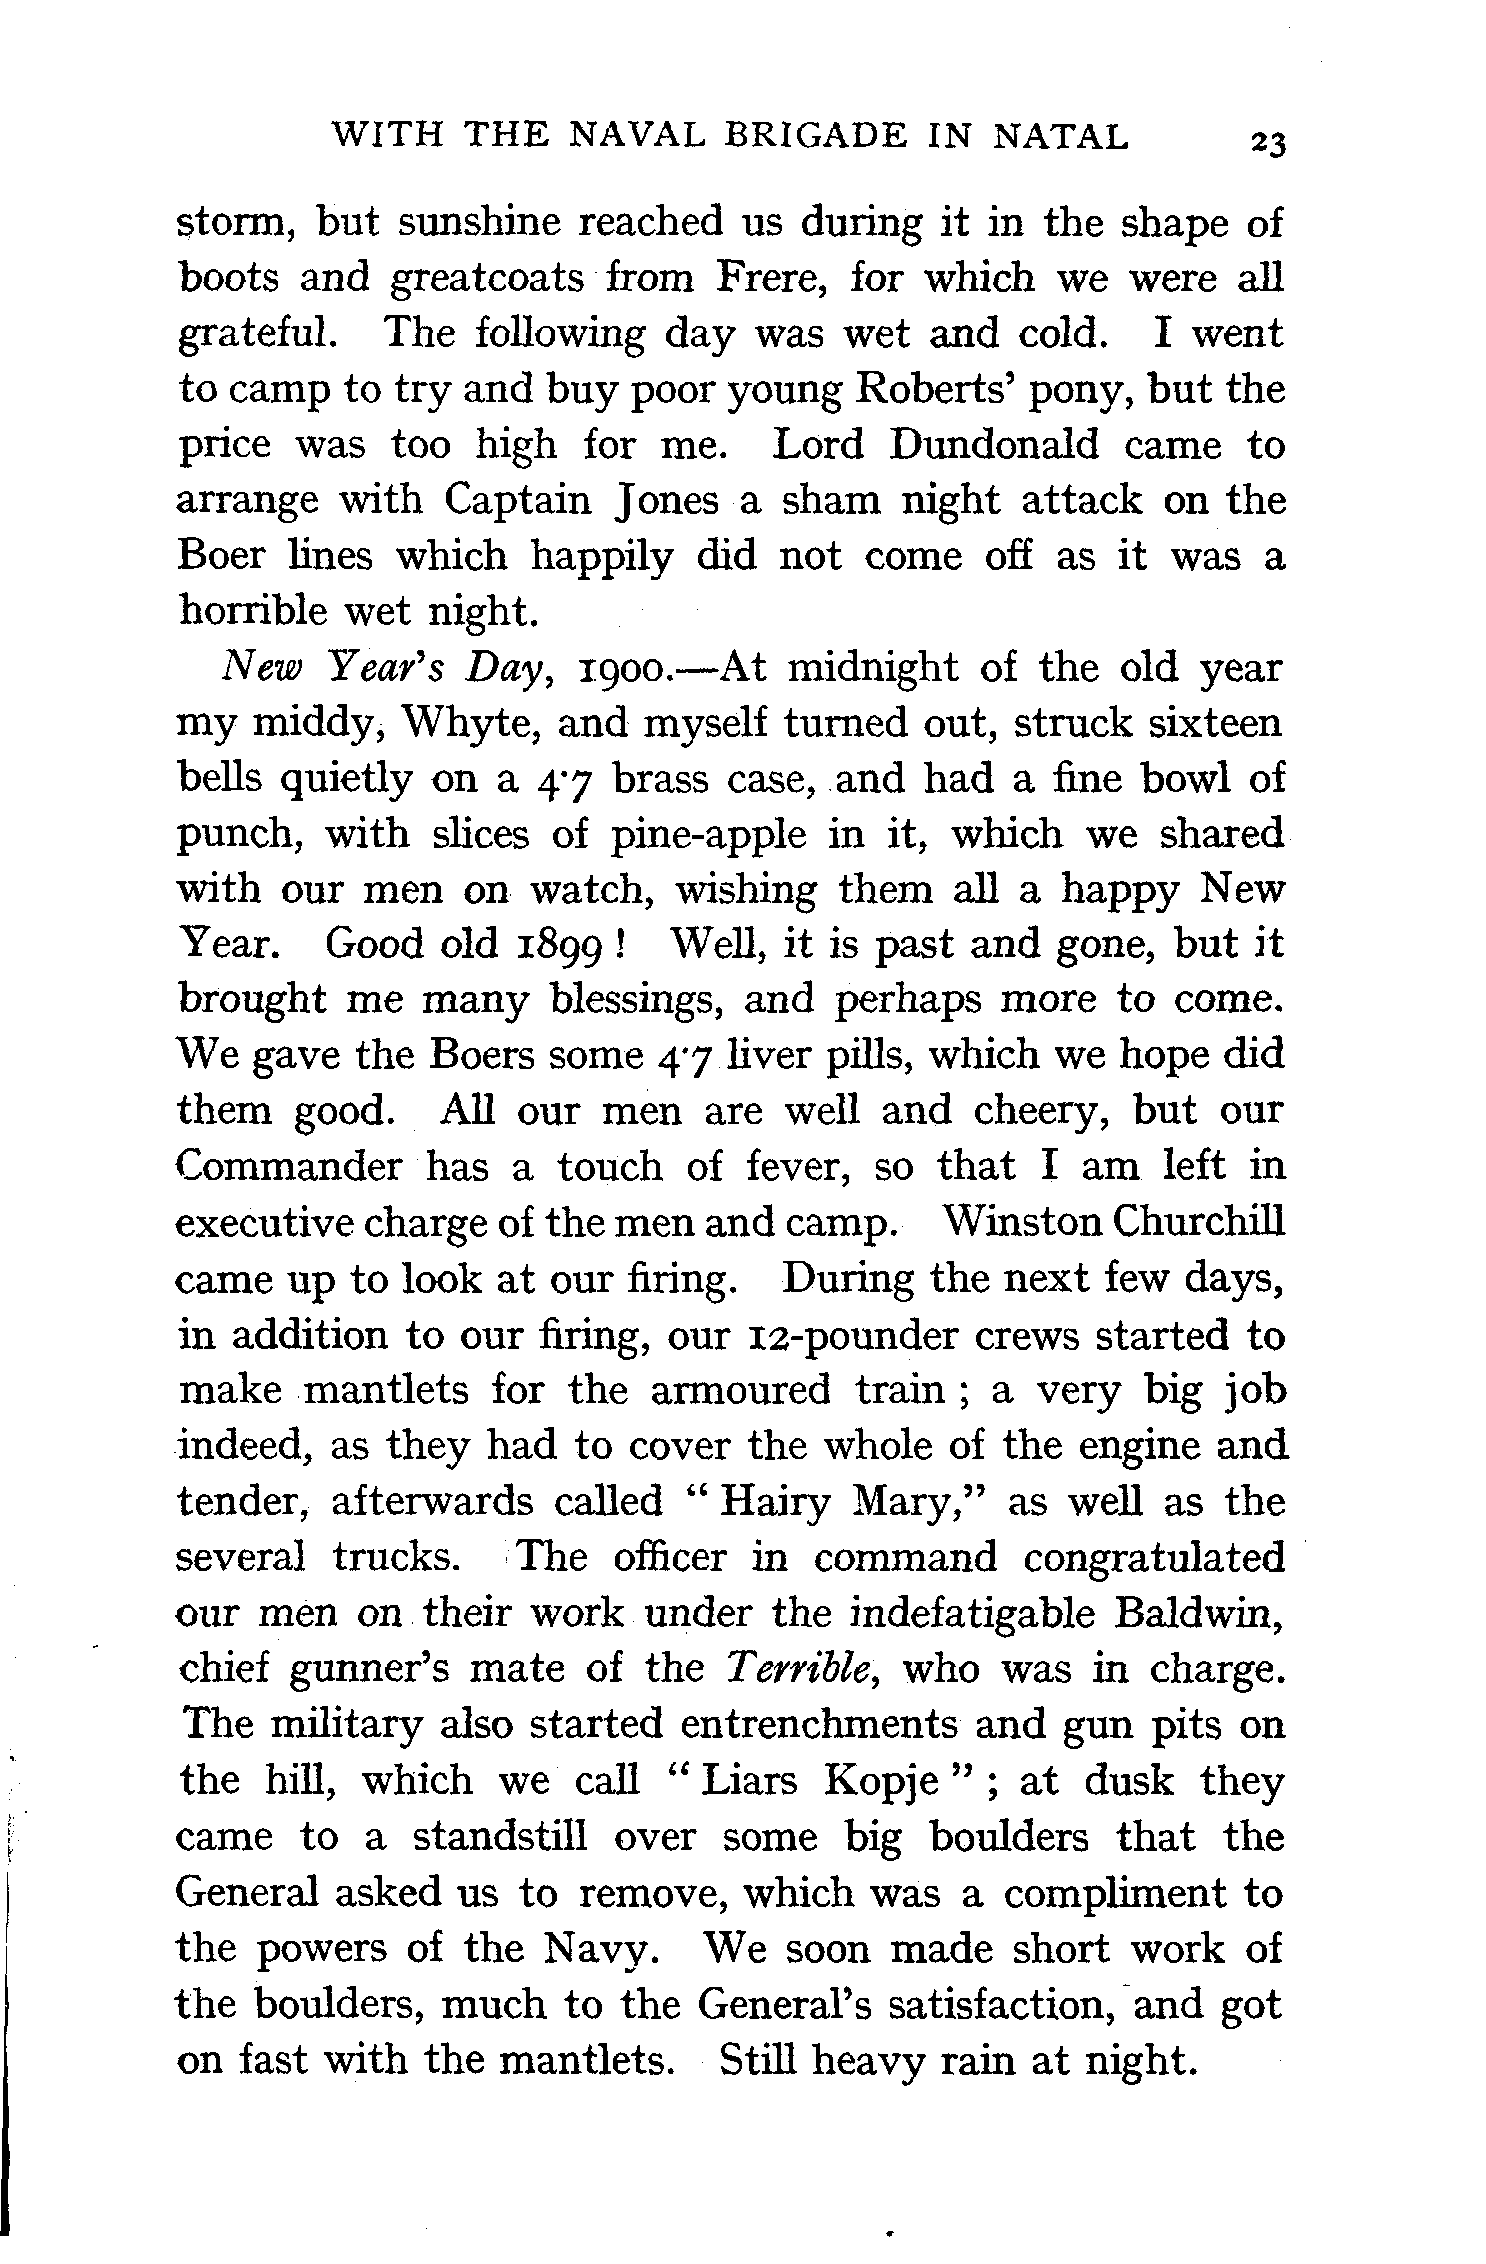 WITH THE NAVAL BRIGADE IN NATAL 23
storm, but sunshine reached us during it in the shape of
boots and greatcoats from Frere, for which we were all
grateful. The following day was wet and cold. I went
to camp to try and buy poor young Roberts' pony, but the
price was too high for me. Lord Dundonald came to
arrange with Captain Jones a sham night attack on the
Boer lines which happily did not come off as it was a
horrible wet night.
New Year's Day, 1900.—At midnight of the old year
my middy, Whyte, and myself turned out, struck sixteen
bells quietly on a 4·7 brass case, and had a fine bowl of
punch, with slices of pine-apple in it, which we shared
with our men on watch, wishing them all a happy New
Year. Good old 1899 ! Well, it is past and gone, but it
brought me many blessings, and perhaps more to come.
We gave the Boers some 4·7 liver pills, which we hope did
them good. All our men are well and cheery, but our
Commander has a touch of fever, so that I am left in
executive charge of the men and camp. Winston Churchill
came up to look at our firing. During the next few days,
in addition to our firing, our 12-pounder crews started to
make mantlets for the armoured train ; a very big job
indeed, as they had to cover the whole of the engine and
tender, afterwards called " Hairy Mary," as well as the
several trucks. The officer in command congratulated
our men on their work under the indefatigable Baldwin,
chief gunner's mate of the Terrible, who was in charge.
The military also started entrenchments and gun pits on
the hill, which we call " Liars Kopje " ; at dusk they
came to a standstill over some big boulders that the
General asked us to remove, which was a compliment to
the powers of the Navy. We soon made short work of
the boulders, much to the General's satisfaction, and got
on fast with the mantlets. Still heavy rain at night.